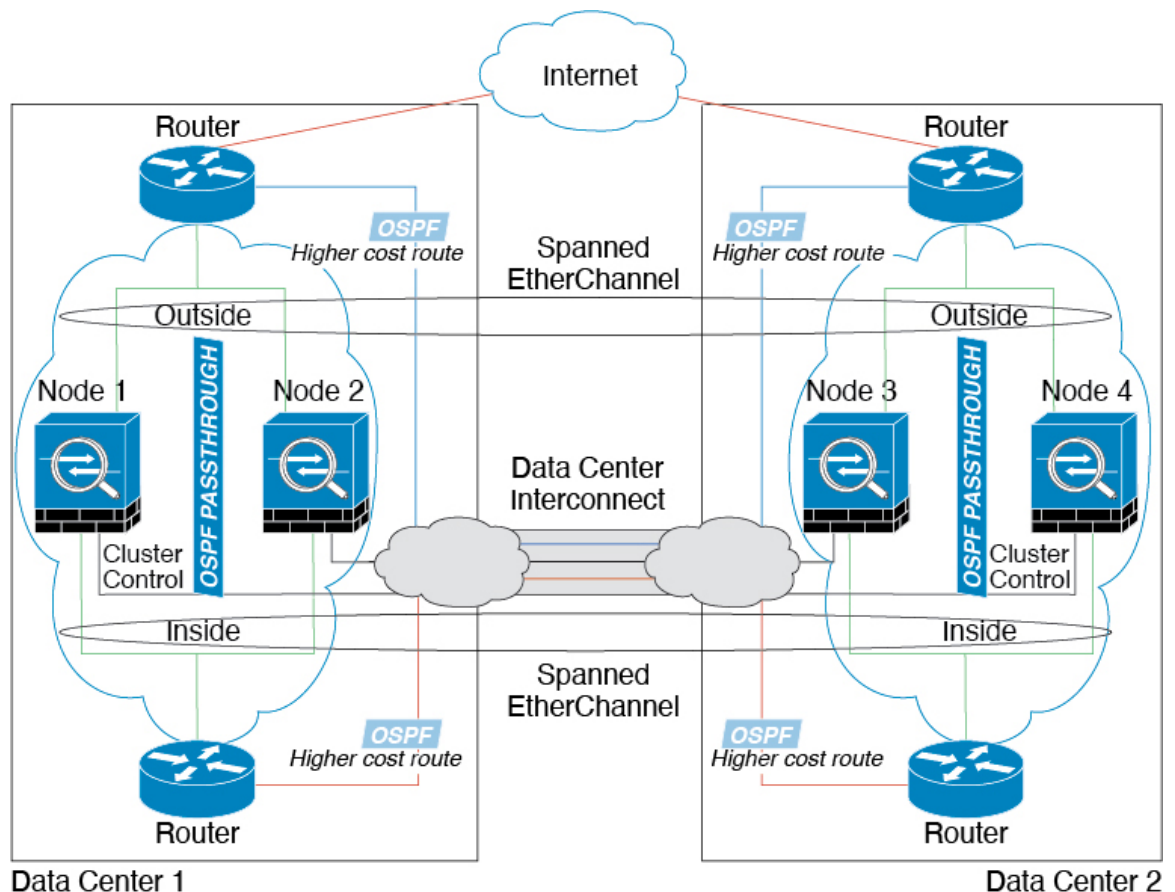 Internet
Router
Router
OSPF
Higher cost route
OSPF
Higher cost route
Spanned
EtherChannel
Outside
Outside
Node 1
Node 2
Node 3
Node 4
OSPF PASSTHROUGH
OSPF PASSTHROUGH
Data Center
Interconnect
Cluster
Control
Cluster
Control
Inside
Inside
Spanned
EtherChannel
OSPF
Higher cost route
OSPF
Higher cost route
Router
Router
Data Center 1
Data Center 2